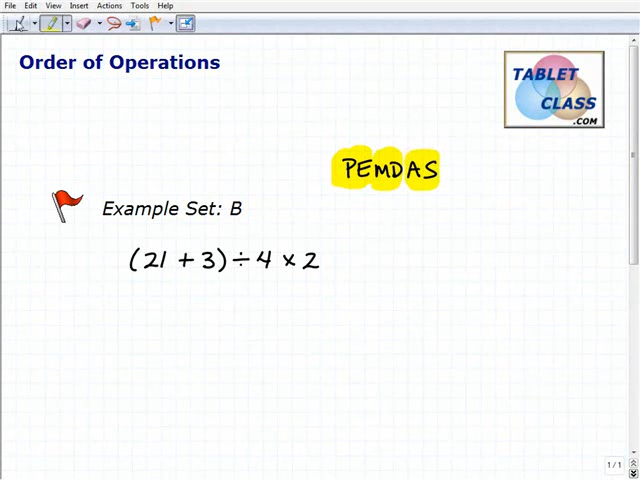 File Edit View Insert Actions Tools Help
Order of Operations
TABLET
CLASS
.COM
PEMDAS
Example Set: B
(21 + 3) ÷ 4 × 2
1 / 1